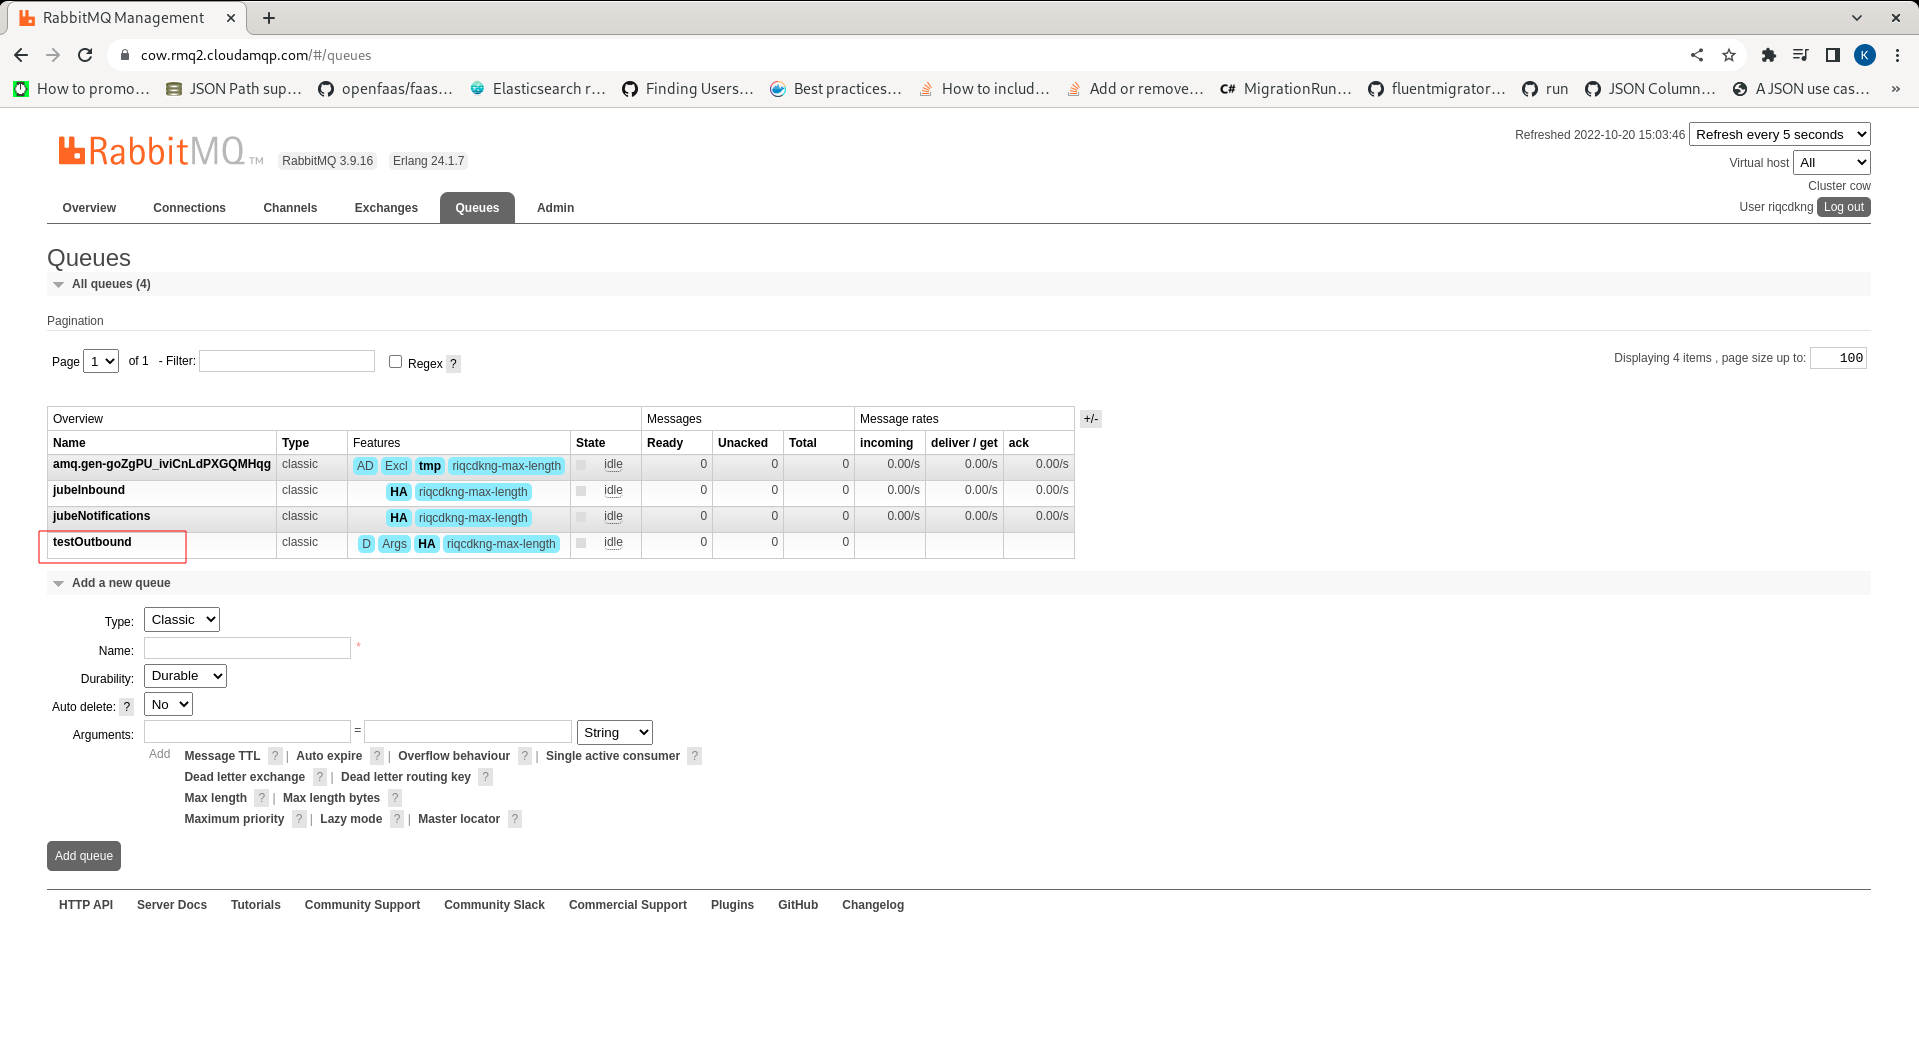 RabbitMQ Management
cow.rmq2.cloudamqp.com/#/queues
K
How to promo... JSON Path sup... openfaas/faas... Elasticsearch r... Finding Users... Best practices... How to includ... Add or remove... C# MigrationRun... fluentmigrator... run JSON Column... A JSON use cas... »
Refreshed 2022-10-20 15:03:46 Refresh every 5 seconds
RabbitMQ TM RabbitMQ 3.9.16 Erlang 24.1.7
Virtual host All
Cluster cow
User riqcdkng Log out
Overview Connections Channels Exchanges Queues Admin
Queues
All queues (4)
Pagination
Page 1 of 1 - Filter: Regex ? Displaying 4 items , page size up to: 100
Overview Messages Message rates +/-
Name Type Features State Ready Unacked Total incoming deliver / get ack
amq.gen-goZgPU_iviCnLdPXGQMHqg classic AD Excl tmp riqcdkng-max-length idle 0 0 0 0.00/s 0.00/s 0.00/s
jubeInbound classic HA riqcdkng-max-length idle 0 0 0 0.00/s 0.00/s 0.00/s
jubeNotifications classic HA riqcdkng-max-length idle 0 0 0 0.00/s 0.00/s 0.00/s
testOutbound classic D Args HA riqcdkng-max-length idle 0 0 0
Add a new queue
Type: Classic
Name: *
Durability: Durable
Auto delete: ? No
Arguments: = String
Add Message TTL ? | Auto expire ? | Overflow behaviour ? | Single active consumer ?
Dead letter exchange ? | Dead letter routing key ?
Max length ? | Max length bytes ?
Maximum priority ? | Lazy mode ? | Master locator ?
Add queue
HTTP API Server Docs Tutorials Community Support Community Slack Commercial Support Plugins GitHub Changelog